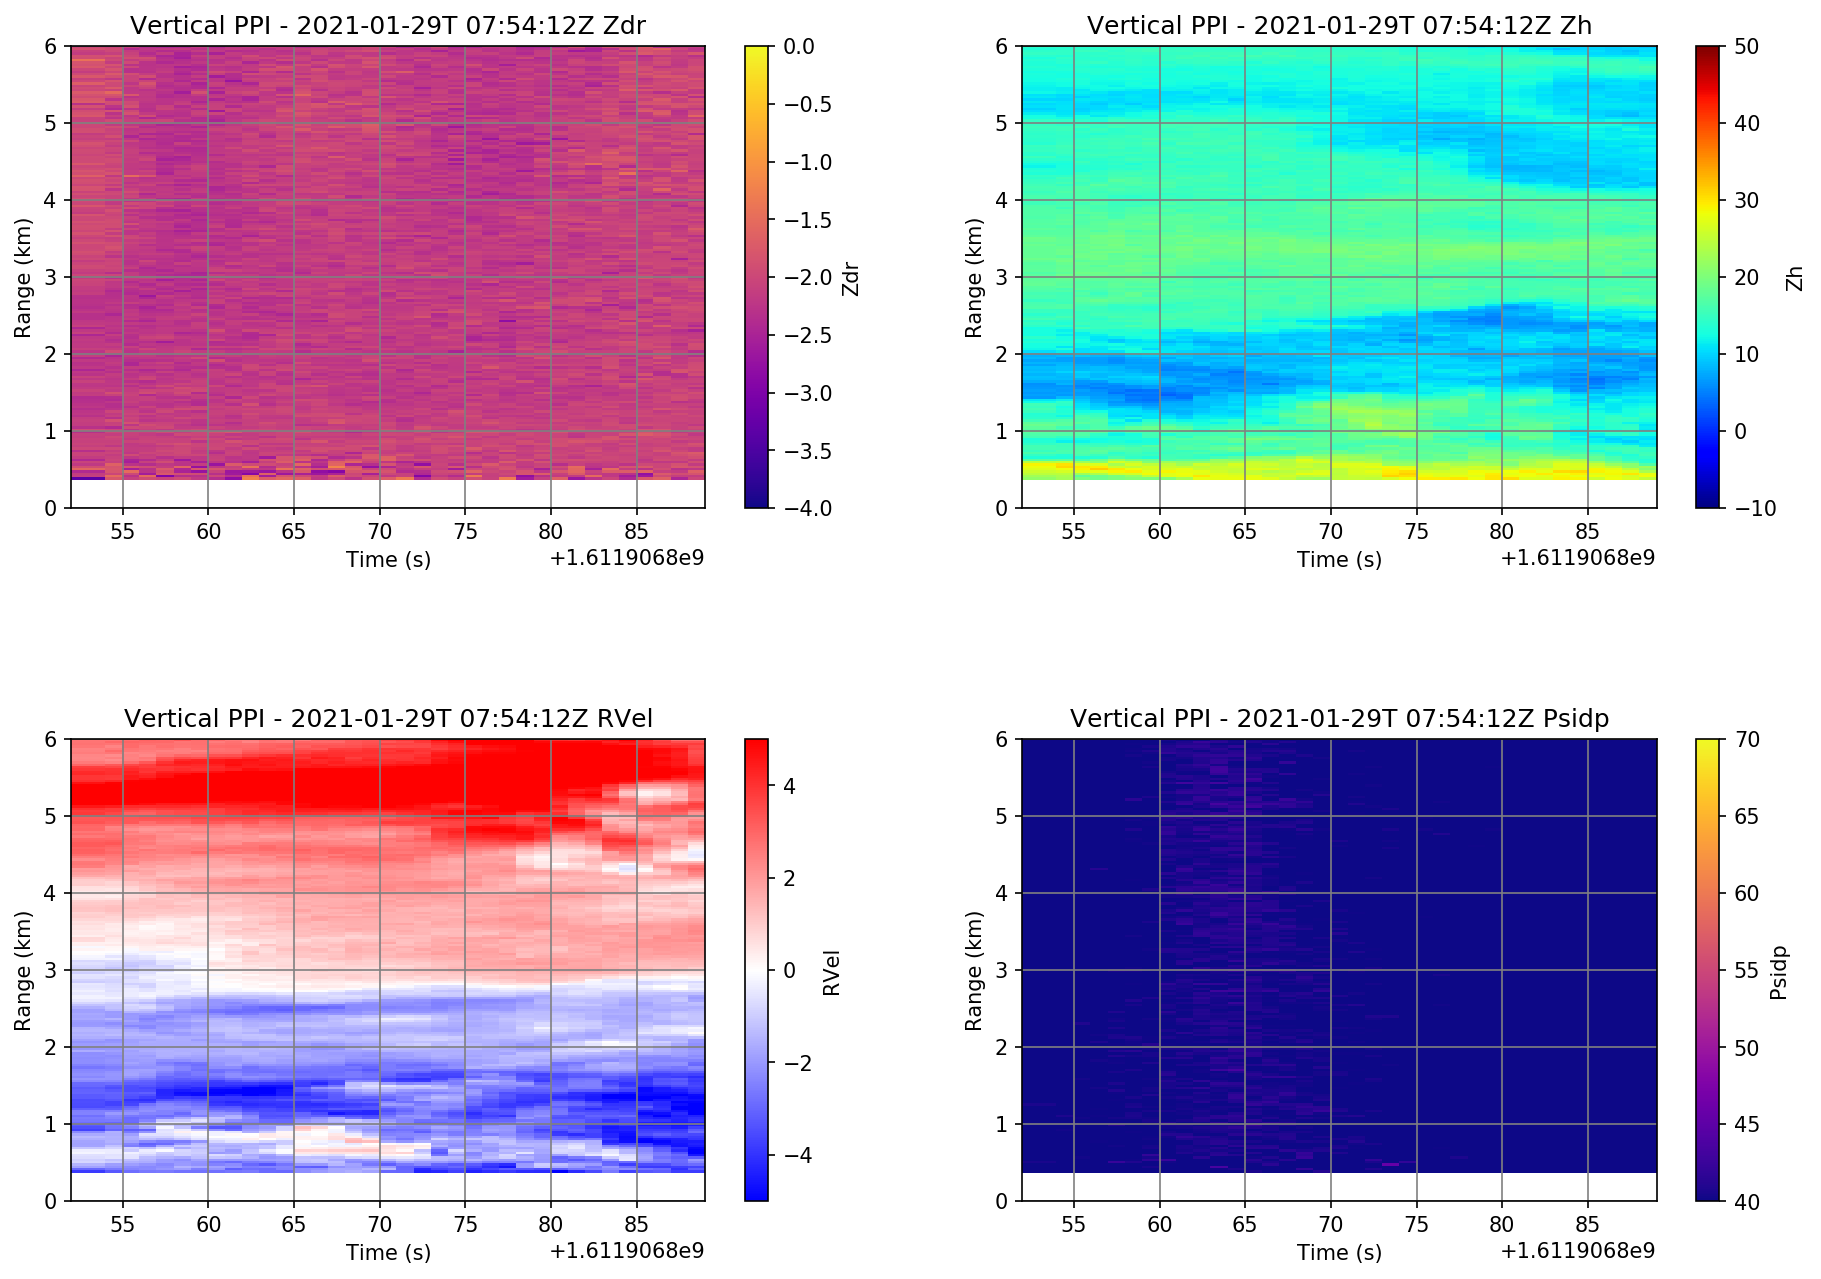 Vertical PPI - 2021-01-29T 07:54:12Z Zdr
6
5
4
3
2
1
0
Range (km)
55 60 65 70 75 80 85
Time (s)
+1.61119068e9
0.0
−0.5
−1.0
−1.5
−2.0
−2.5
−3.0
−3.5
−4.0
Zdr
Vertical PPI - 2021-01-29T 07:54:12Z Zh
6
5
4
3
2
1
0
Range (km)
55 60 65 70 75 80 85
Time (s)
+1.61119068e9
50
40
30
20
10
0
−10
Zh
Vertical PPI - 2021-01-29T 07:54:12Z RVel
6
5
4
3
2
1
0
Range (km)
55 60 65 70 75 80 85
Time (s)
+1.61119068e9
4
2
0
−2
−4
RVel
Vertical PPI - 2021-01-29T 07:54:12Z Psidp
6
5
4
3
2
1
0
Range (km)
55 60 65 70 75 80 85
Time (s)
+1.61119068e9
70
65
60
55
50
45
40
Psidp